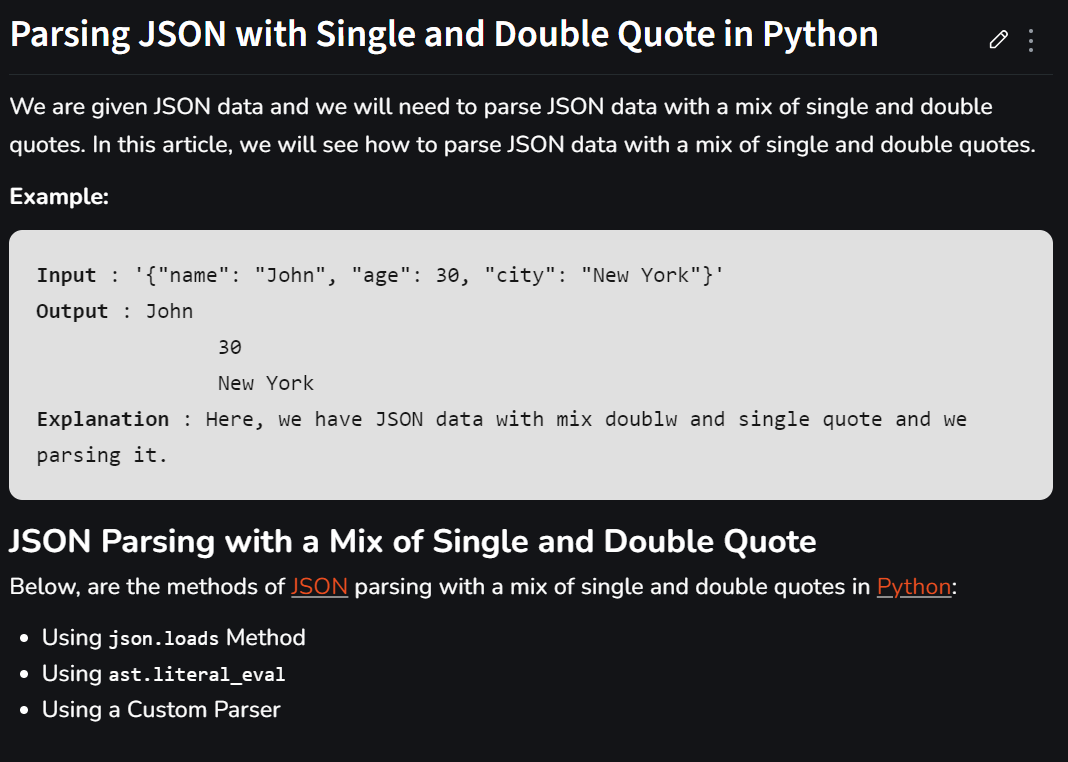 Parsing JSON with Single and Double Quote in Python
We are given JSON data and we will need to parse JSON data with a mix of single and double
quotes. In this article, we will see how to parse JSON data with a mix of single and double quotes.
Example:
Input : '{"name": "John", "age": 30, "city": "New York"}'
Output : John
30
New York
Explanation : Here, we have JSON data with mix doublw and single quote and we
parsing it.
JSON Parsing with a Mix of Single and Double Quote
Below, are the methods of JSON parsing with a mix of single and double quotes in Python:
• Using json.loads Method
• Using ast.literal_eval
• Using a Custom Parser